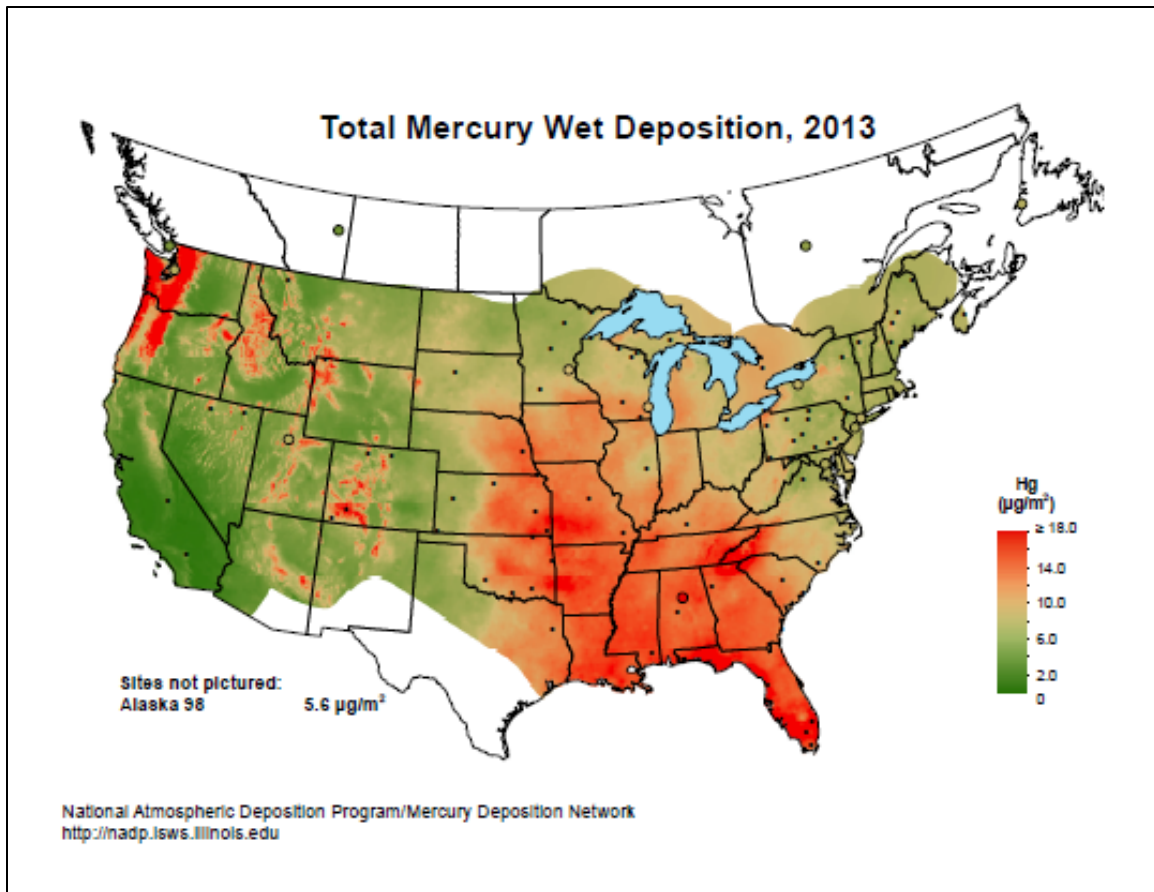 Total Mercury Wet Deposition, 2013
Hg
(µg/m²)
≥ 18.0
14.0
10.0
6.0
2.0
0
Sites not pictured:
Alaska 98 5.6 µg/m²
National Atmospheric Deposition Program/Mercury Deposition Network
http://nadp.isws.illinois.edu